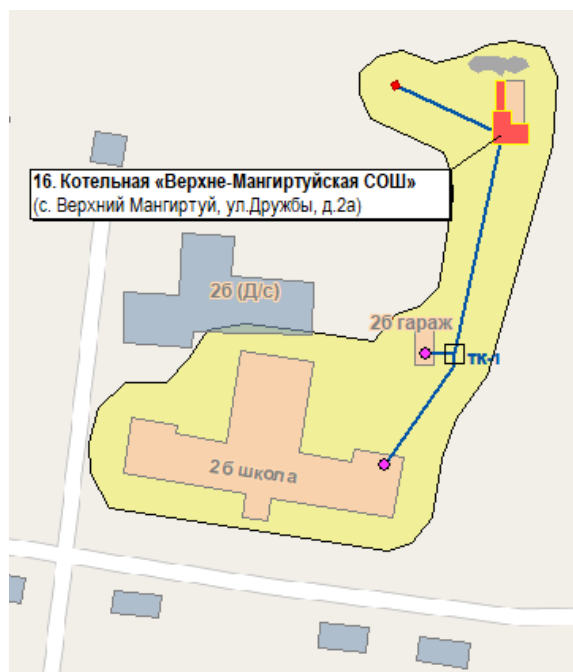 16. Котельная «Верхне-Мангиртуйская СОШ»
(с. Верхний Мангиртуй, ул.Дружбы, д.2а)
2б (Д/с)
2б гараж
тк-1
2б школа